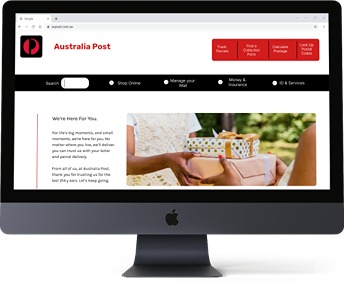 Simple
auspost.com.au
Australia Post
Track Parcels
Find a Collection Point
Calculate Postage
Look Up Postal Codes
Search
Shop Online
Manage your Mail
Money & Insurance
ID & Services
We're Here For You.
For life's big moments, and small
moments, we're here for you. No
matter where you live, we'll deliver
you can trust us with your letter
and parcel delivery.
From all of us, at Australia Post,
thank you for trusting us for the
last 214 years. Let's keep going.